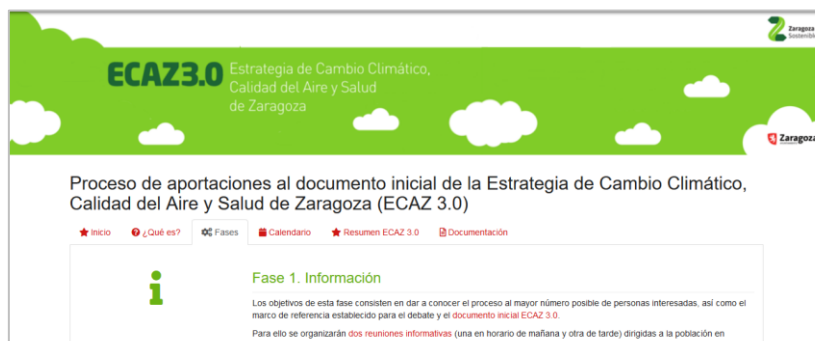 Zaragoza
Sostenible
ECAZ3.0
Estrategia de Cambio Climático,
Calidad del Aire y Salud
de Zaragoza
Zaragoza
Proceso de aportaciones al documento inicial de la Estrategia de Cambio Climático,
Calidad del Aire y Salud de Zaragoza (ECAZ 3.0)
Inicio ¿Qué es? Fases Calendario Resumen ECAZ 3.0 Documentación
Fase 1. Información
Los objetivos de esta fase consisten en dar a conocer el proceso al mayor número posible de personas interesadas, así como el
marco de referencia establecido para el debate y el documento inicial ECAZ 3.0.
Para ello se organizarán dos reuniones informativas (una en horario de mañana y otra de tarde) dirigidas a la población en